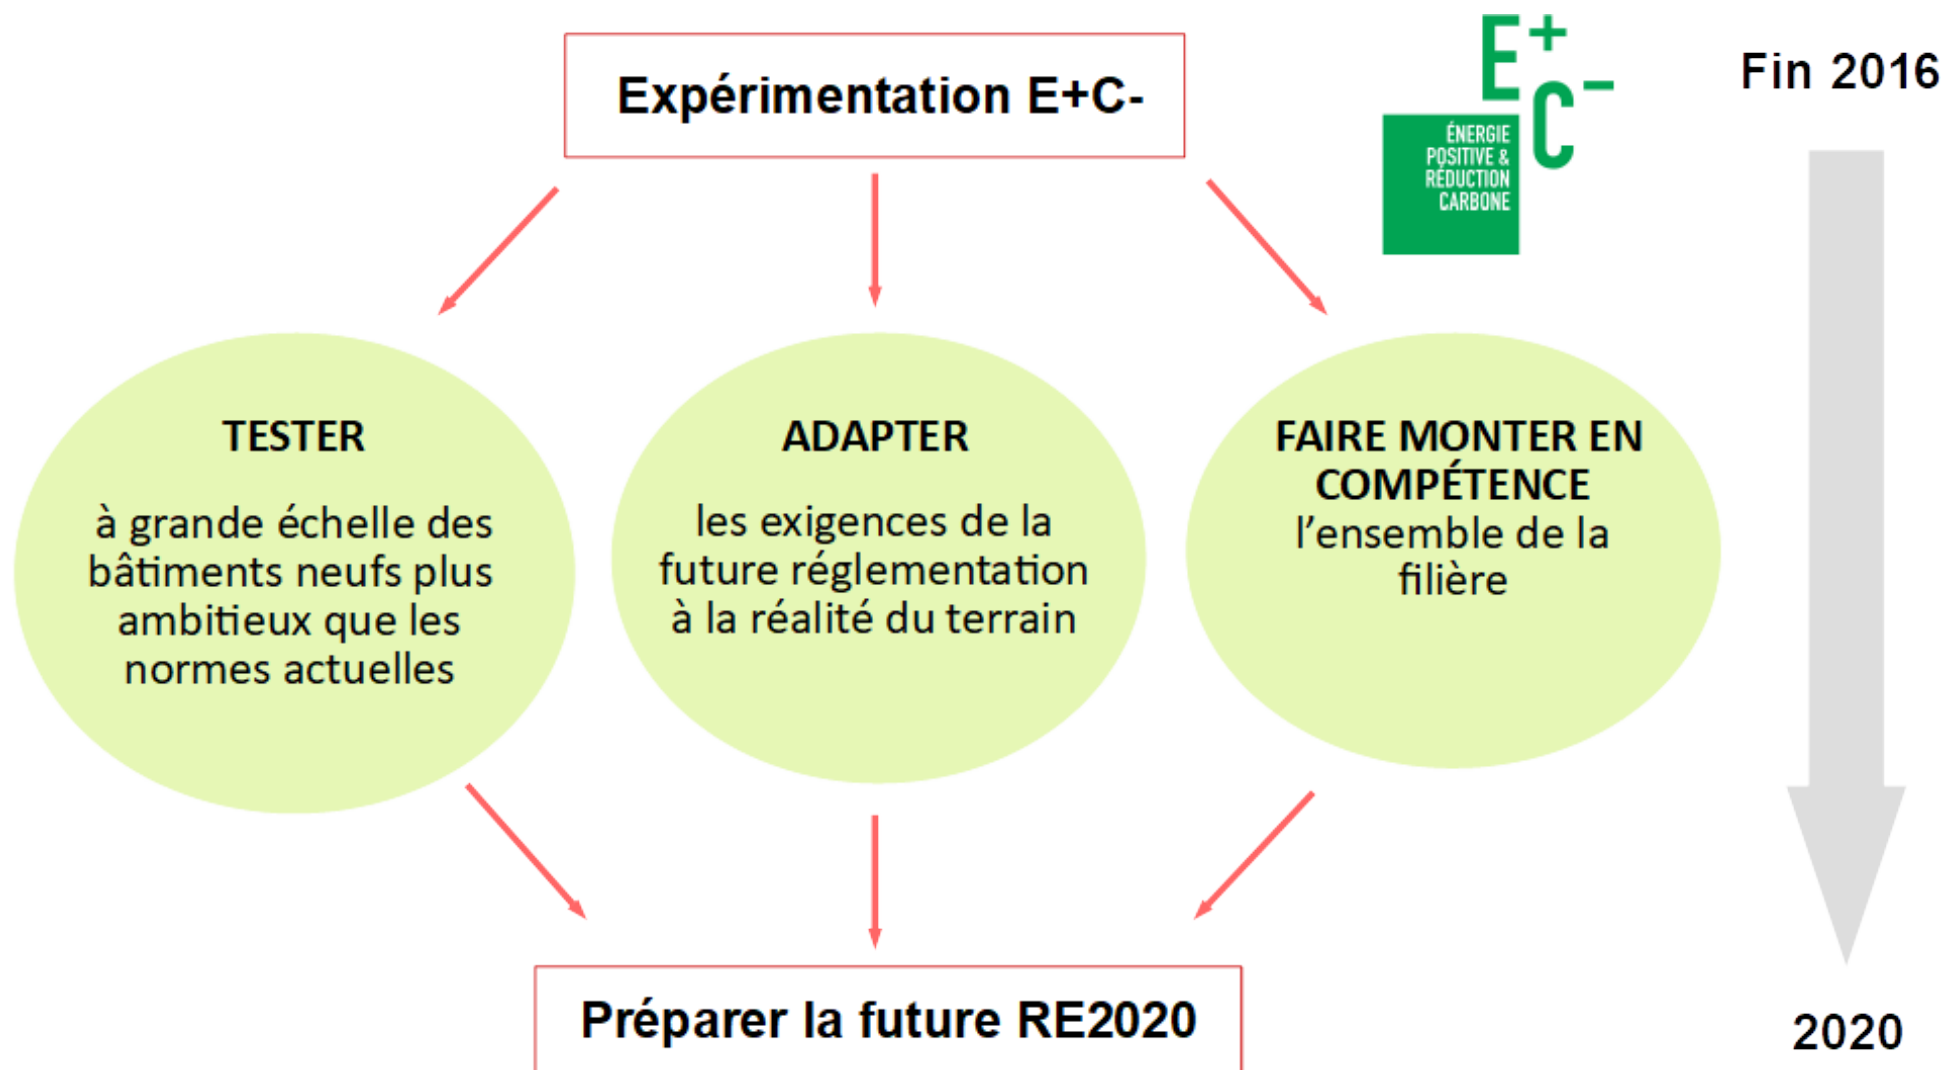 Expérimentation E+C-
E+
C-
ÉNERGIE
POSITIVE &
RÉDUCTION
CARBONE
Fin 2016
TESTER
à grande échelle des
bâtiments neufs plus
ambitieux que les
normes actuelles
ADAPTER
les exigences de la
future réglementation
à la réalité du terrain
FAIRE MONTER EN
COMPÉTENCE
l’ensemble de la
filière
Préparer la future RE2020
2020